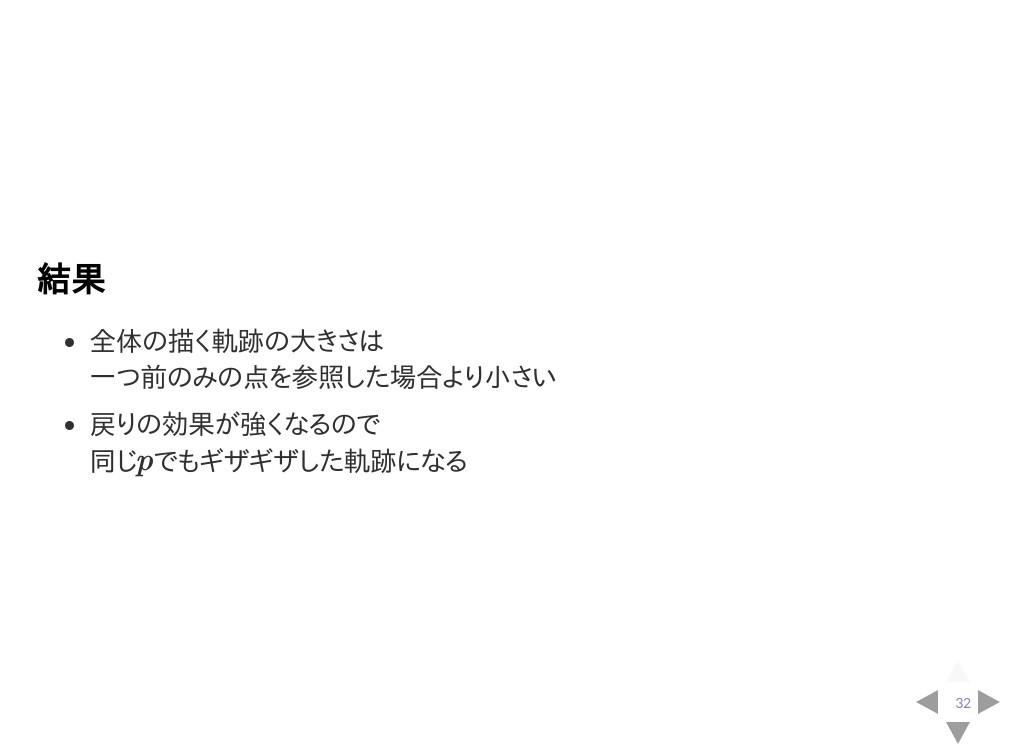 結果
• 全体の描く軌跡の大きさは
一つ前のみの点を参照した場合より小さい
• 戻りの効果が強くなるので
同じpでもギザギザした軌跡になる
32